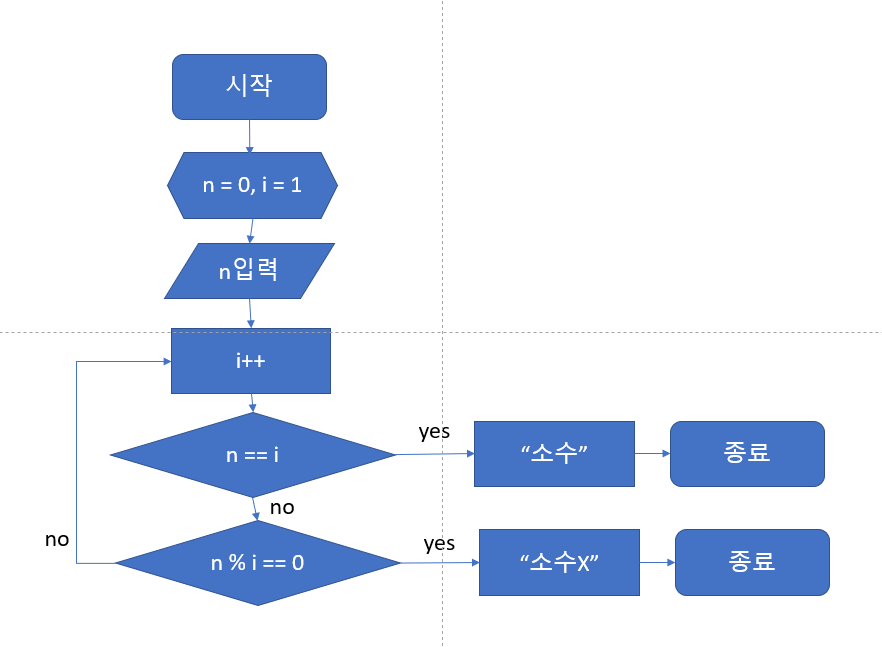 시작
n = 0, i = 1
n입력
i++
n == i
yes
“소수”
종료
no
n % i == 0
yes
“소수X”
종료
no